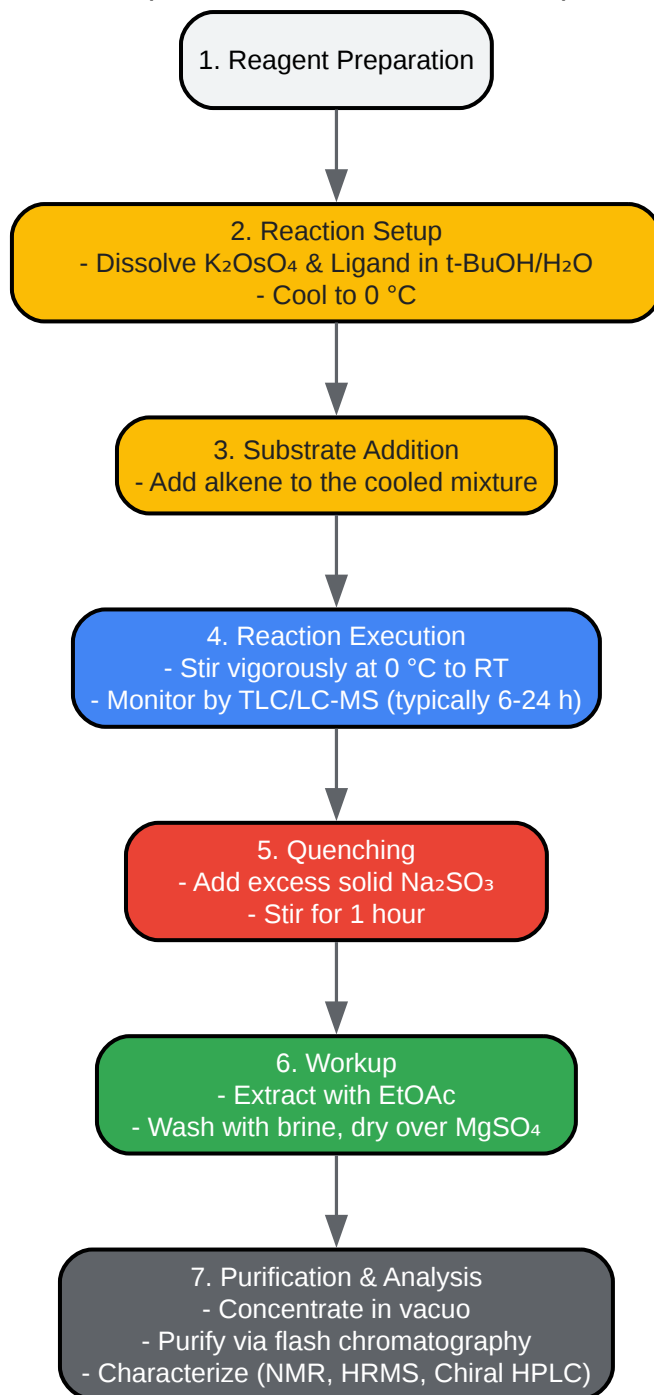 1. Reagent Preparation
2. Reaction Setup
- Dissolve K₂OsO₄ & Ligand in t-BuOH/H₂O
- Cool to 0 °C
3. Substrate Addition
- Add alkene to the cooled mixture
4. Reaction Execution
- Stir vigorously at 0 °C to RT
- Monitor by TLC/LC-MS (typically 6-24 h)
5. Quenching
- Add excess solid Na₂SO₃
- Stir for 1 hour
6. Workup
- Extract with EtOAc
- Wash with brine, dry over MgSO₄
7. Purification & Analysis
- Concentrate in vacuo
- Purify via flash chromatography
- Characterize (NMR, HRMS, Chiral HPLC)